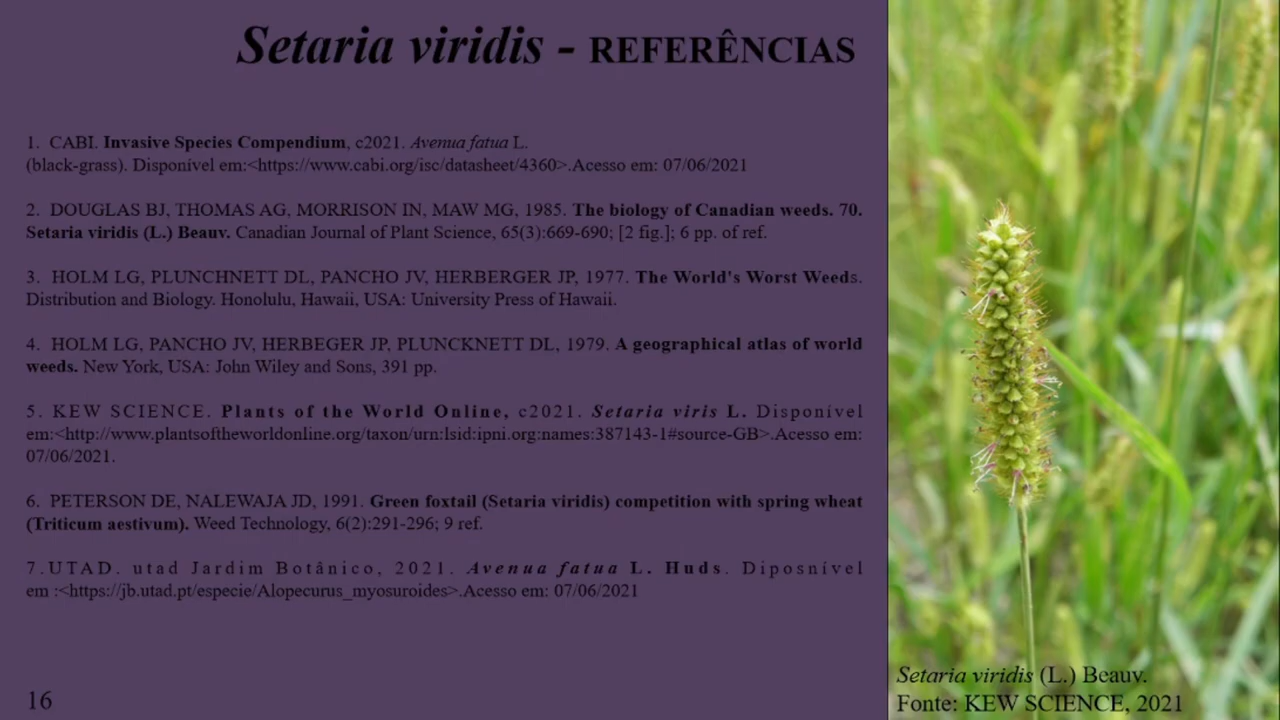 Setaria viridis - REFERÊNCIAS
1. CABI. Invasive Species Compendium, c2021. Avenua fatua L.
(black-grass). Disponível em:<https://www.cabi.org/isc/datasheet/4360>.Acesso em: 07/06/2021
2. DOUGLAS BJ, THOMAS AG, MORRISON IN, MAW MG, 1985. The biology of Canadian weeds. 70.
Setaria viridis (L.) Beauv. Canadian Journal of Plant Science, 65(3):669-690; [2 fig.]; 6 pp. of ref.
3. HOLM LG, PLUNCHNETT DL, PANCHO JV, HERBERGER JP, 1977. The World's Worst Weeds.
Distribution and Biology. Honolulu, Hawaii, USA: University Press of Hawaii.
4. HOLM LG, PANCHO JV, HERBEGER JP, PLUNCKNETT DL, 1979. A geographical atlas of world
weeds. New York, USA: John Wiley and Sons, 391 pp.
5. KEW SCIENCE. Plants of the World Online, c2021. Setaria viris L. Disponível
em:<http://www.plantsoftheworldonline.org/taxon/urn:lsid:ipni.org:names:387143-1#source-GB>.Acesso em:
07/06/2021.
6. PETERSON DE, NALEWAJA JD, 1991. Green foxtail (Setaria viridis) competition with spring wheat
(Triticum aestivum). Weed Technology, 6(2):291-296; 9 ref.
7.UTAD. utad Jardim Botânico, 2021. Avenua fatua L. Huds. Diposnível
em :<https://jb.utad.pt/especie/Alopecurus_myosuroides>.Acesso em: 07/06/2021
16
Setaria viridis (L.) Beauv.
Fonte: KEW SCIENCE, 2021